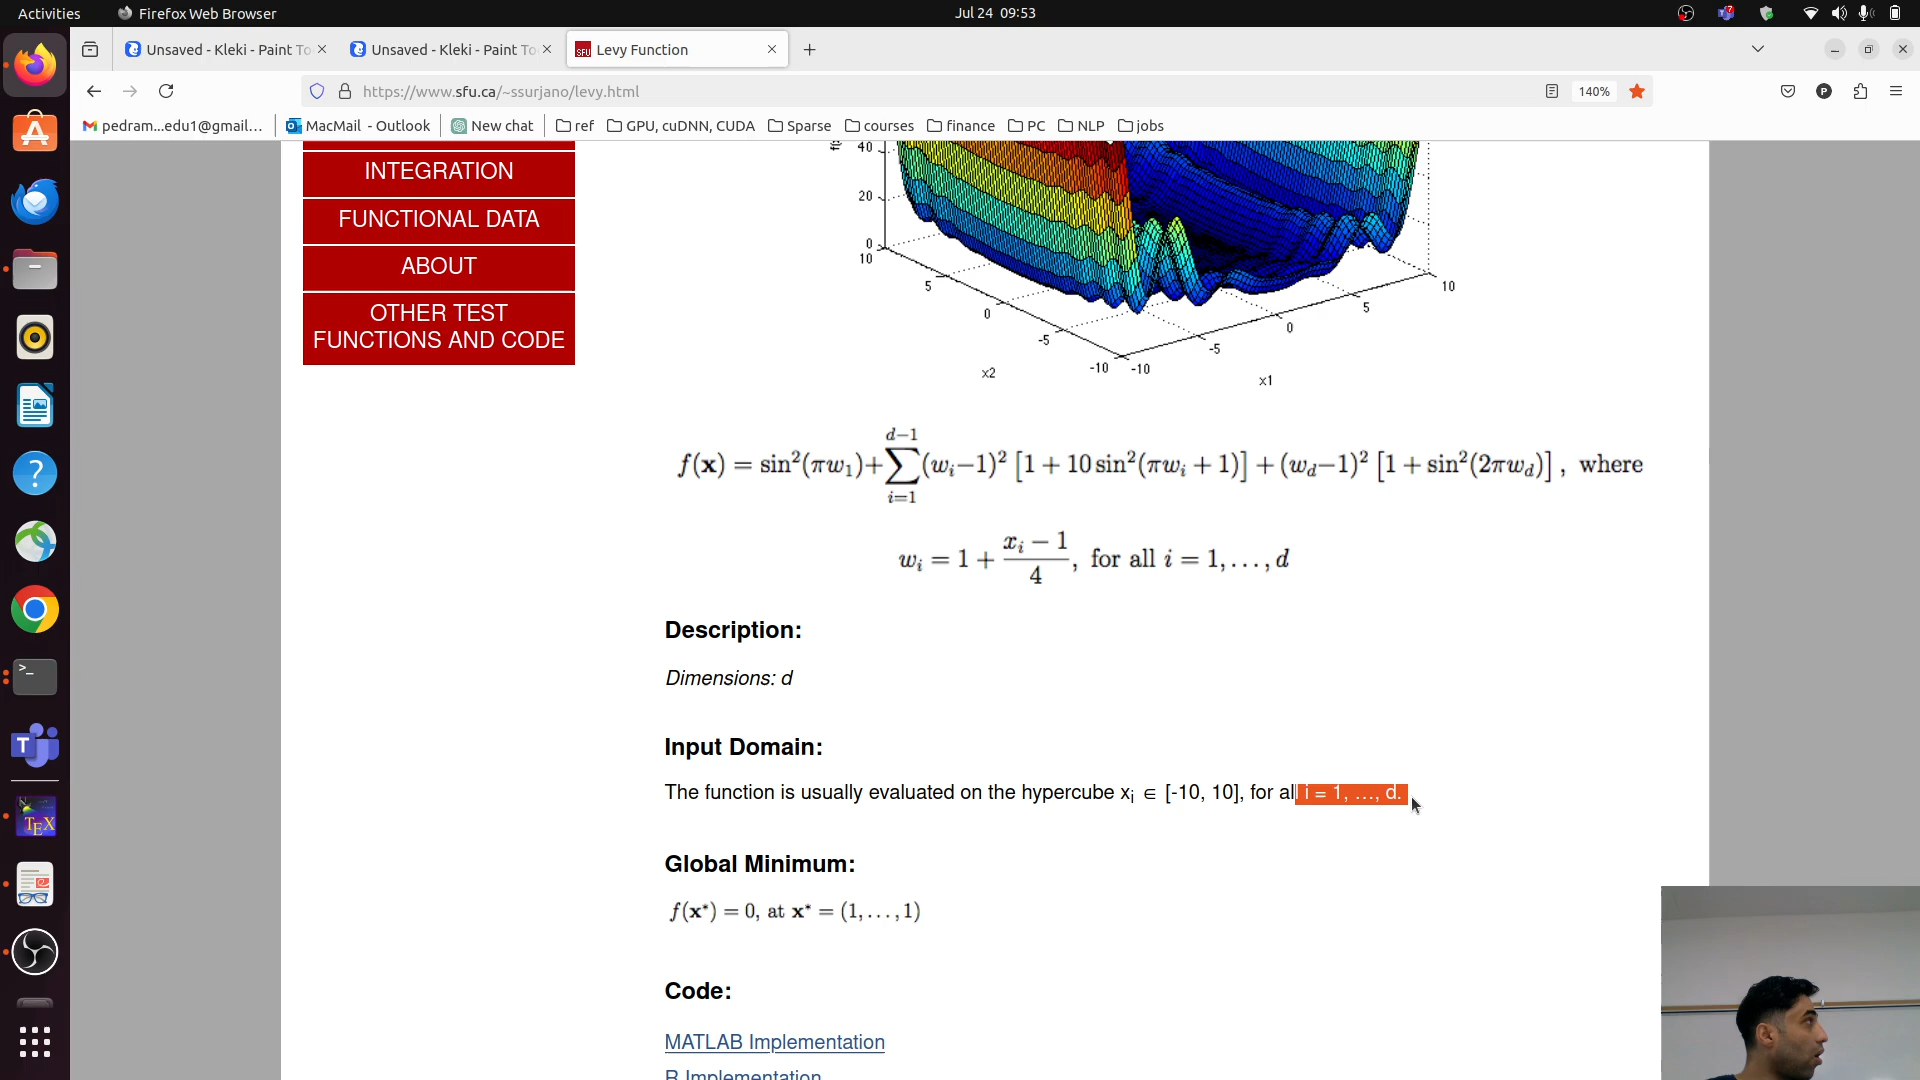 Activities
Firefox Web Browser
Jul 24 09:53
Unsaved - Kleki - Paint To
Unsaved - Kleki - Paint To
SFU
Levy Function
https://www.sfu.ca/~ssurjano/levy.html
140%
P
pedram...edu1@gmail...
MacMail - Outlook
New chat
ref
GPU, cuDNN, CUDA
Sparse
courses
finance
PC
NLP
jobs
INTEGRATION
FUNCTIONAL DATA
ABOUT
OTHER TEST
FUNCTIONS AND CODE
40
20
0
10
5
0
-5
-10
x2
-10
-5
0
5
10
x1
f(x) = sin²(πw₁)+∑_{i=1}^{d−1}(wᵢ−1)² [1 + 10 sin²(πwᵢ + 1)] + (w_d−1)² [1 + sin²(2πw_d)] , where
wᵢ = 1 + (xᵢ − 1)/4, for all i = 1, . . . , d
Description:
Dimensions: d
Input Domain:
The function is usually evaluated on the hypercube xᵢ ∈ [-10, 10], for all i = 1, …, d.
Global Minimum:
f(x*) = 0, at x* = (1, . . . , 1)
Code:
MATLAB Implementation
R Implementation